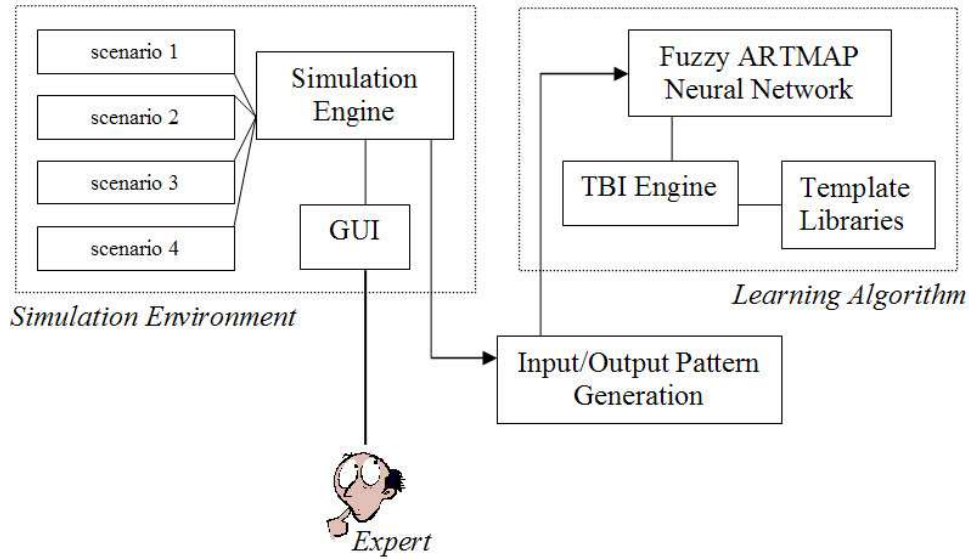 scenario 1
scenario 2
scenario 3
scenario 4
Simulation
Engine
GUI
Simulation Environment
Expert
Input/Output Pattern
Generation
Fuzzy ARTMAP
Neural Network
TBI Engine
Template
Libraries
Learning Algorithm